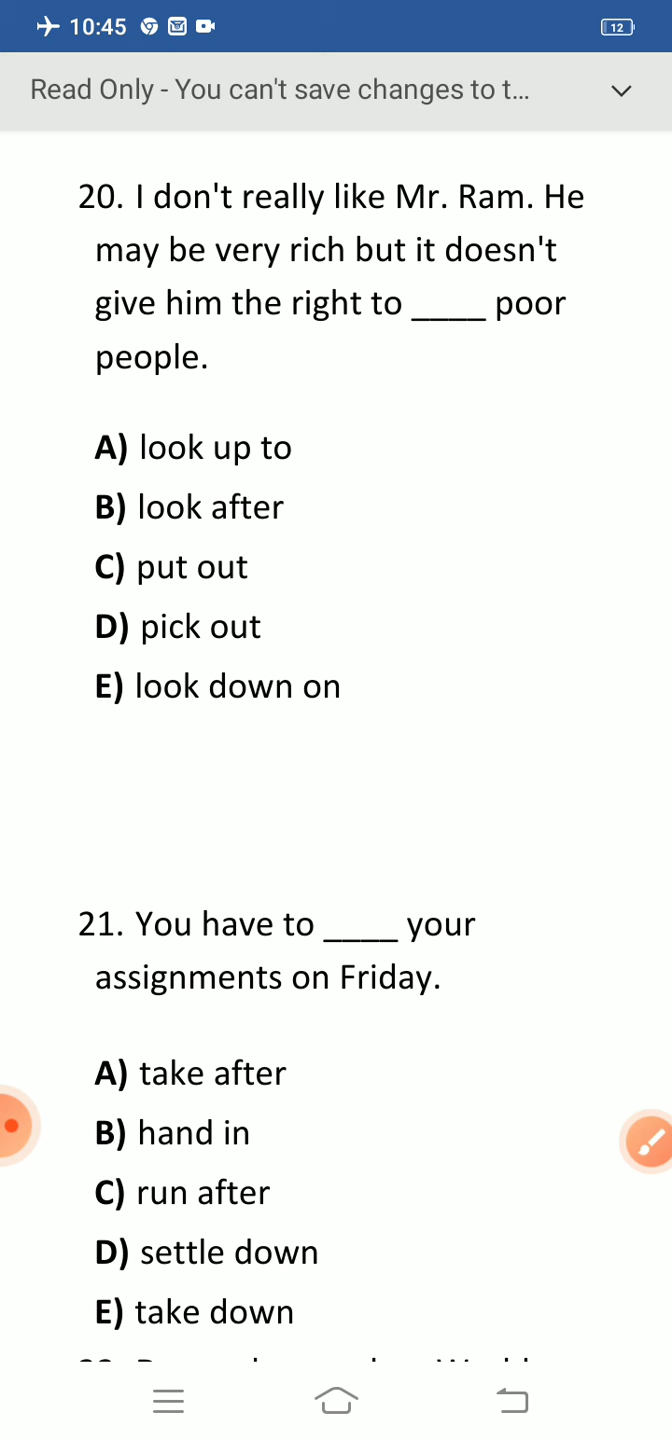 10:45
12
Read Only - You can't save changes to t...
20. I don't really like Mr. Ram. He
may be very rich but it doesn't
give him the right to ____ poor
people.
A) look up to
B) look after
C) put out
D) pick out
E) look down on
21. You have to ____ your
assignments on Friday.
A) take after
B) hand in
C) run after
D) settle down
E) take down